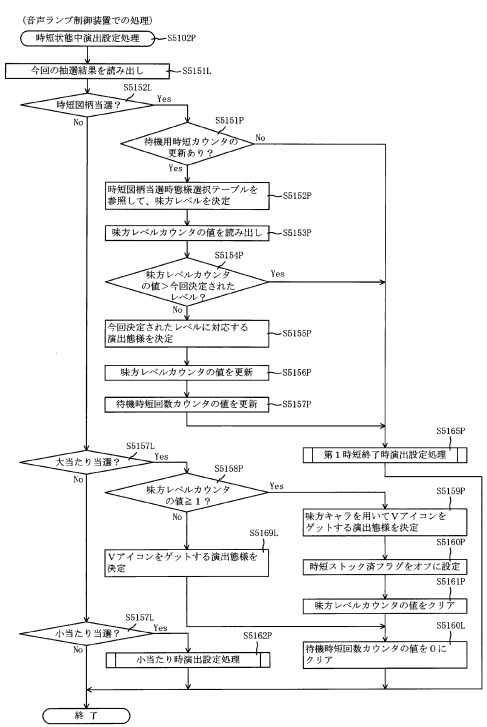 (音声ランプ制御装置での処理)
時短状態中演出設定処理
S5102P
今回の抽選結果を読み出し
S5151L
S5152L
時短図柄当選?
Yes
No
S5151P
待機用時短カウンタの
更新あり?
No
Yes
時短図柄当選時態様選択テーブルを
参照して、味方レベルを決定
S5152P
味方レベルカウンタの値を読み出し
S5153P
S5154P
味方レベルカウンタ
の値>今回決定された
レベル?
Yes
No
今回決定されたレベルに対応する
演出態様を決定
S5155P
味方レベルカウンタの値を更新
S5156P
待機時短回数カウンタの値を更新
S5157P
S5165P
第1時短終了時演出設定処理
S5157L
大当たり当選?
Yes
No
S5158P
味方レベルカウンタ
の値≧1?
Yes
No
S5159P
味方キャラを用いてVアイコンを
ゲットする演出態様を決定
S5169L
Vアイコンをゲットする演出態様を
決定
S5160P
時短ストック済フラグをオフに設定
S5161P
味方レベルカウンタの値をクリア
S5157L
小当たり当選?
Yes
No
S5162P
小当たり時演出設定処理
S5160L
待機時短回数カウンタの値を0に
クリア
終了